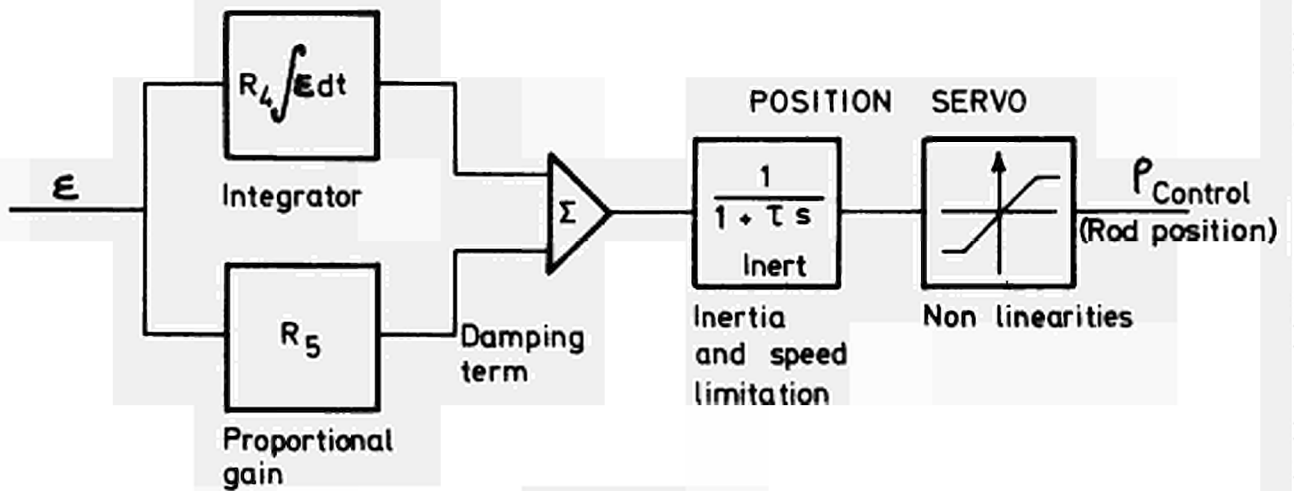 R4∫εdt
Integrator
ε
R5
Proportional
gain
Damping
term
Σ
POSITION SERVO
1
1 + τ s
Inert
Inertia
and speed
limitation
Non linearities
ρControl
(Rod position)